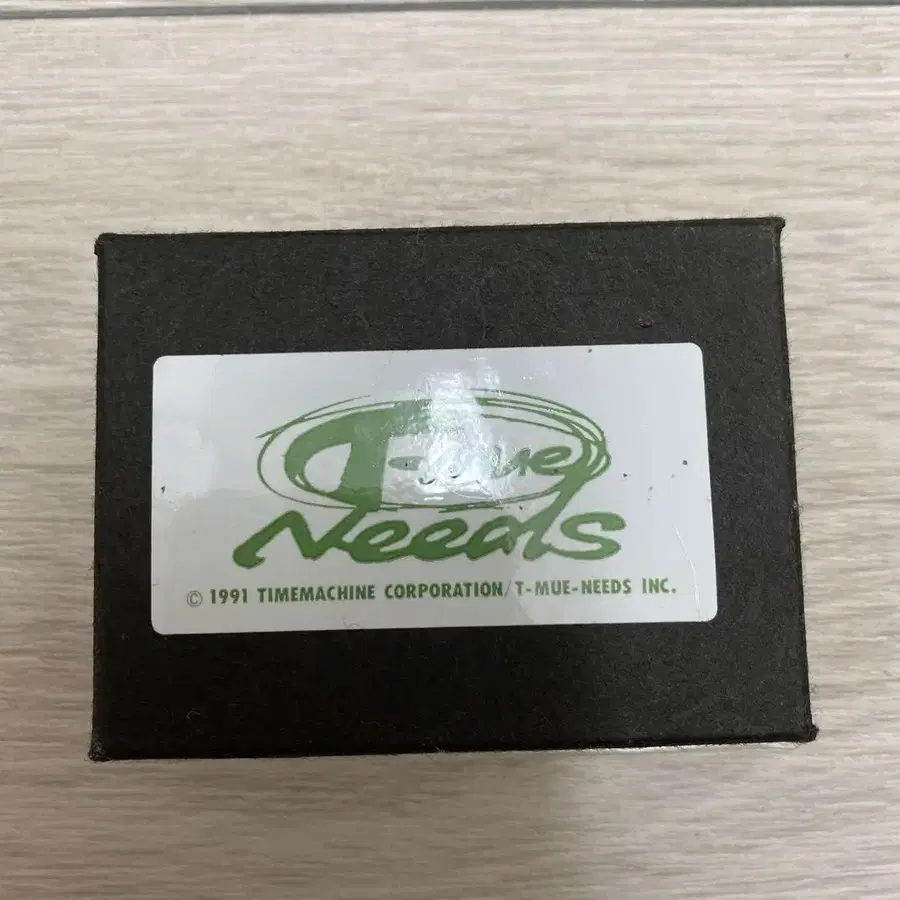 T-mue
Needs
© 1991 TIMEMACHINE CORPORATION/T-MUE-NEEDS INC.